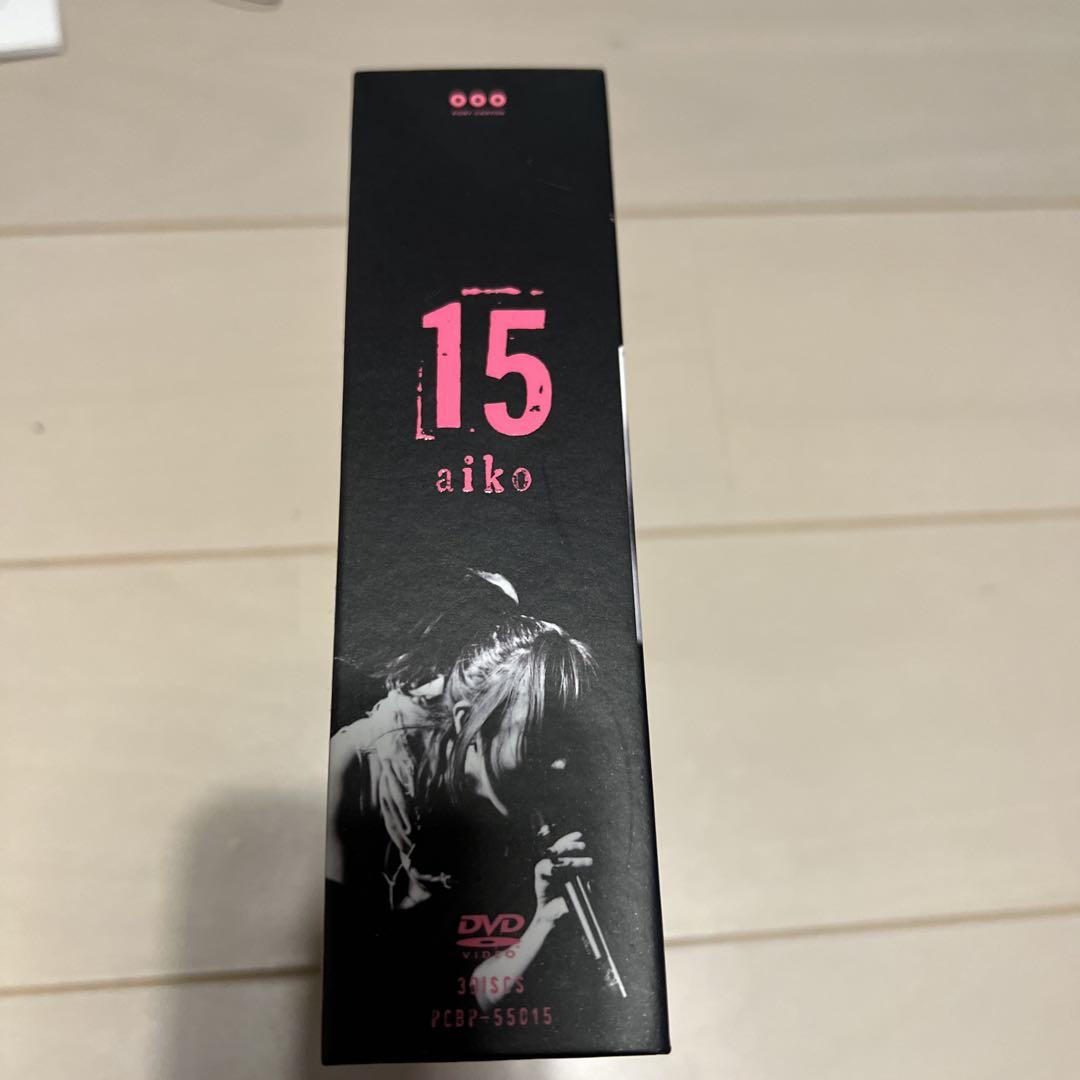 PONY CANYON
15
aiko
DVD
VIDEO
3DISCS
PCBP-55015